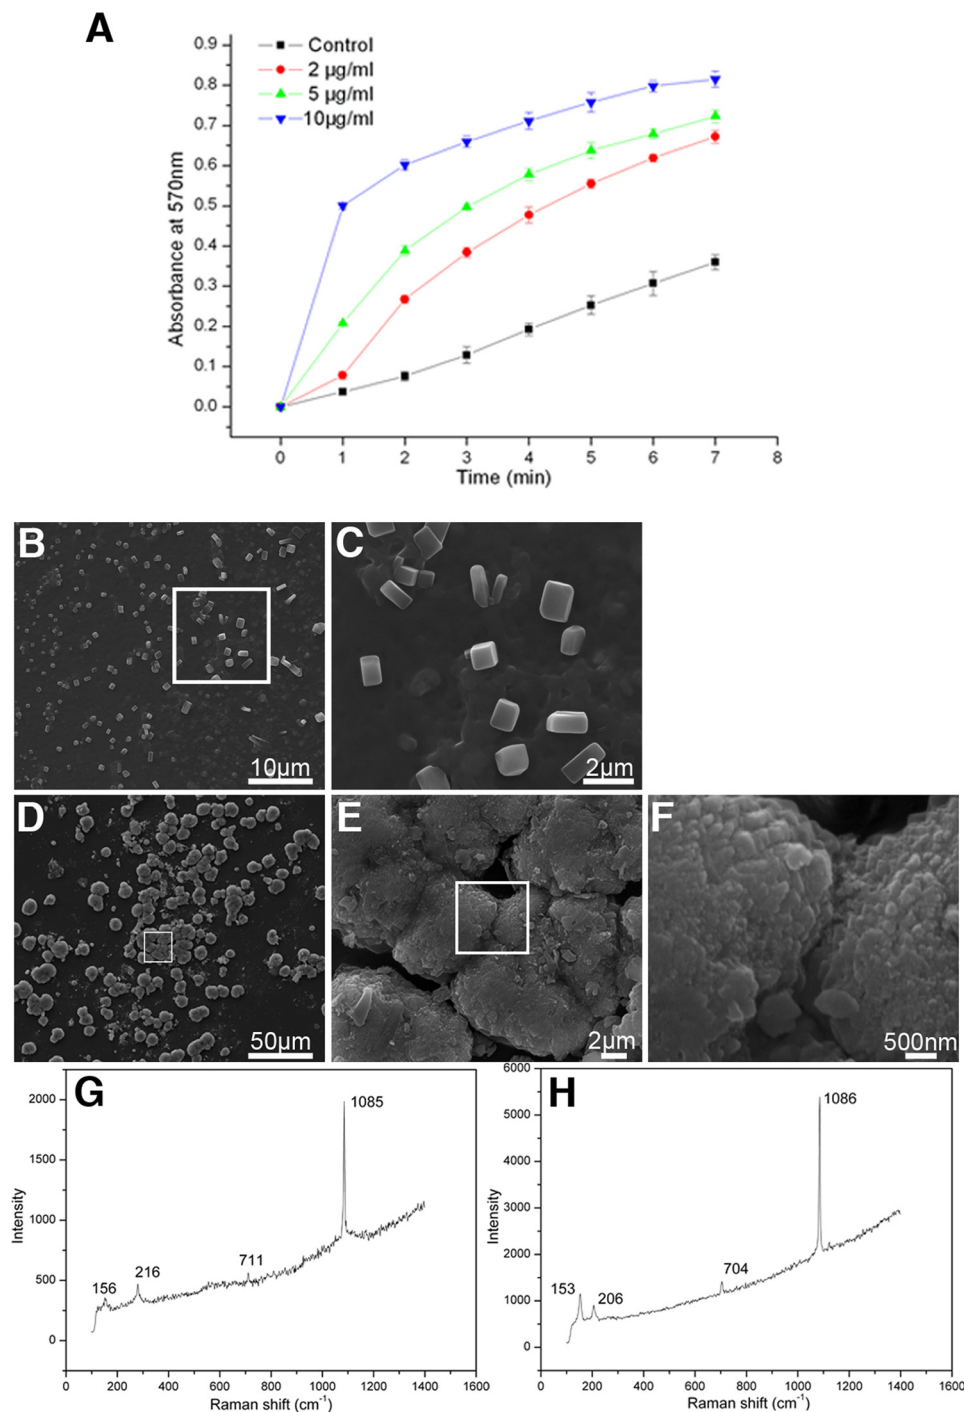 A
Control
2 µg/ml
5 µg/ml
10µg/ml
0.9
0.8
0.7
0.6
0.5
0.4
0.3
0.2
0.1
0.0
Absorbance at 570nm
0 1 2 3 4 5 6 7 8
Time (min)
B
10µm
C
2µm
D
50µm
E
2µm
F
500nm
G
2000
1500
1000
500
0
Intensity
156
216
711
1085
0 200 400 600 800 1000 1200 1400 1600
Raman shift (cm⁻¹)
H
6000
5000
4000
3000
2000
1000
0
Intensity
153
206
704
1086
0 200 400 600 800 1000 1200 1400 1600
Raman shift (cm⁻¹)